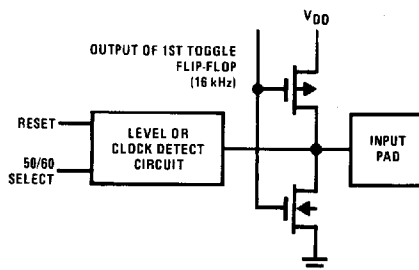 V_DD
OUTPUT OF 1ST TOGGLE
FLIP-FLOP
(16 kHz)
RESET
50/60
SELECT
LEVEL OR
CLOCK DETECT
CIRCUIT
INPUT
PAD